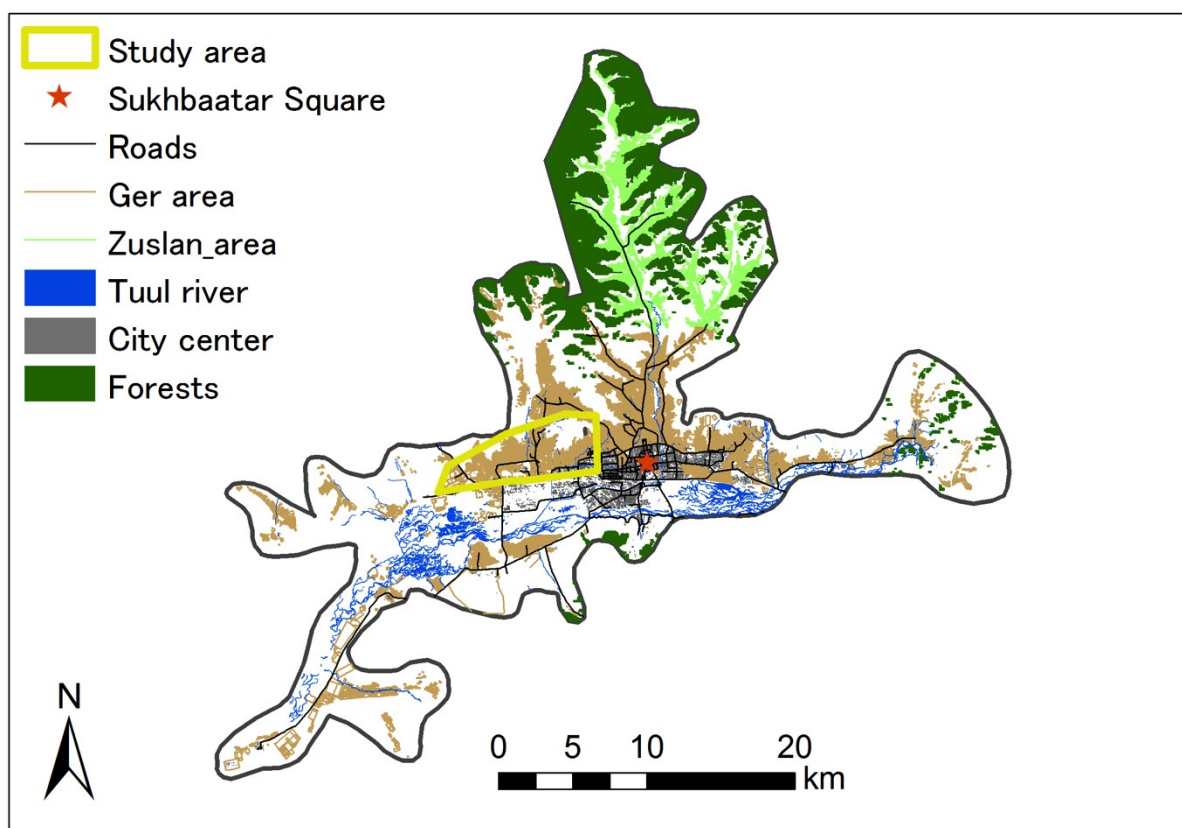 Study area
Sukhbaatar Square
Roads
Ger area
Zuslan_area
Tuul river
City center
Forests
N
0 5 10 20
km